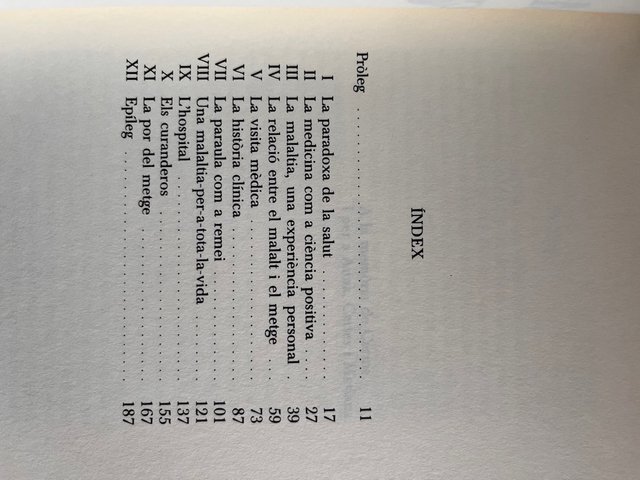 ÍNDEX
Pròleg . . . . . . . . . . . . . . . . . . . . . . . . . . . . 11
I La paradoxa de la salut . . . . . . . . . . . . 17
II La medicina com a ciència positiva . . . 27
III La malaltia, una experiència personal . 39
IV La relació entre el malalt i el metge . . . 59
V La visita mèdica . . . . . . . . . . . . . . . . . 73
VI La història clínica . . . . . . . . . . . . . . . . 87
VII La paraula com a remei . . . . . . . . . . . . 101
VIII Una malaltia-per-a-tota-la-vida . . . . . . . 121
IX L'hospital . . . . . . . . . . . . . . . . . . . . . . 137
X Els curanderos . . . . . . . . . . . . . . . . . . 155
XI La por del metge . . . . . . . . . . . . . . . . . 167
XII Epíleg . . . . . . . . . . . . . . . . . . . . . . . . 187